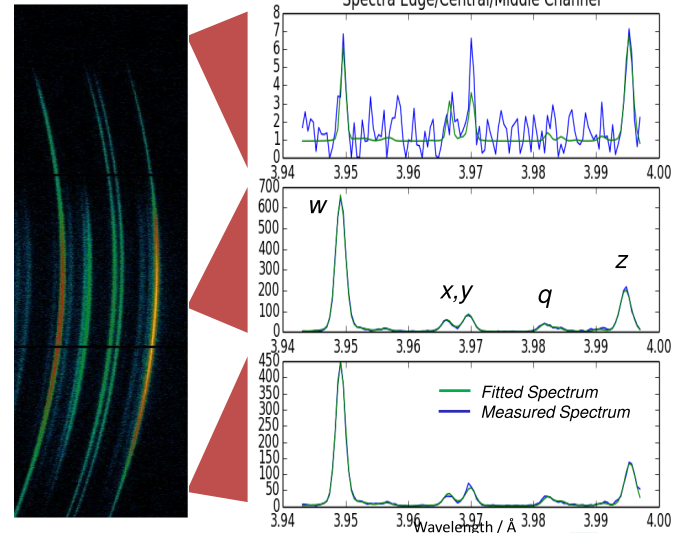 Spectra Edge/Central/Middle Channel
8
7
6
5
4
3
2
1
0
3.94 3.95 3.96 3.97 3.98 3.99 4.00
700
600
500
400
300
200
100
0
w
x,y
q
z
3.94 3.95 3.96 3.97 3.98 3.99 4.00
450
400
350
300
250
200
150
100
50
0
Fitted Spectrum
Measured Spectrum
3.94 3.95 3.96 3.97 3.98 3.99 4.00
Wavelength / Å